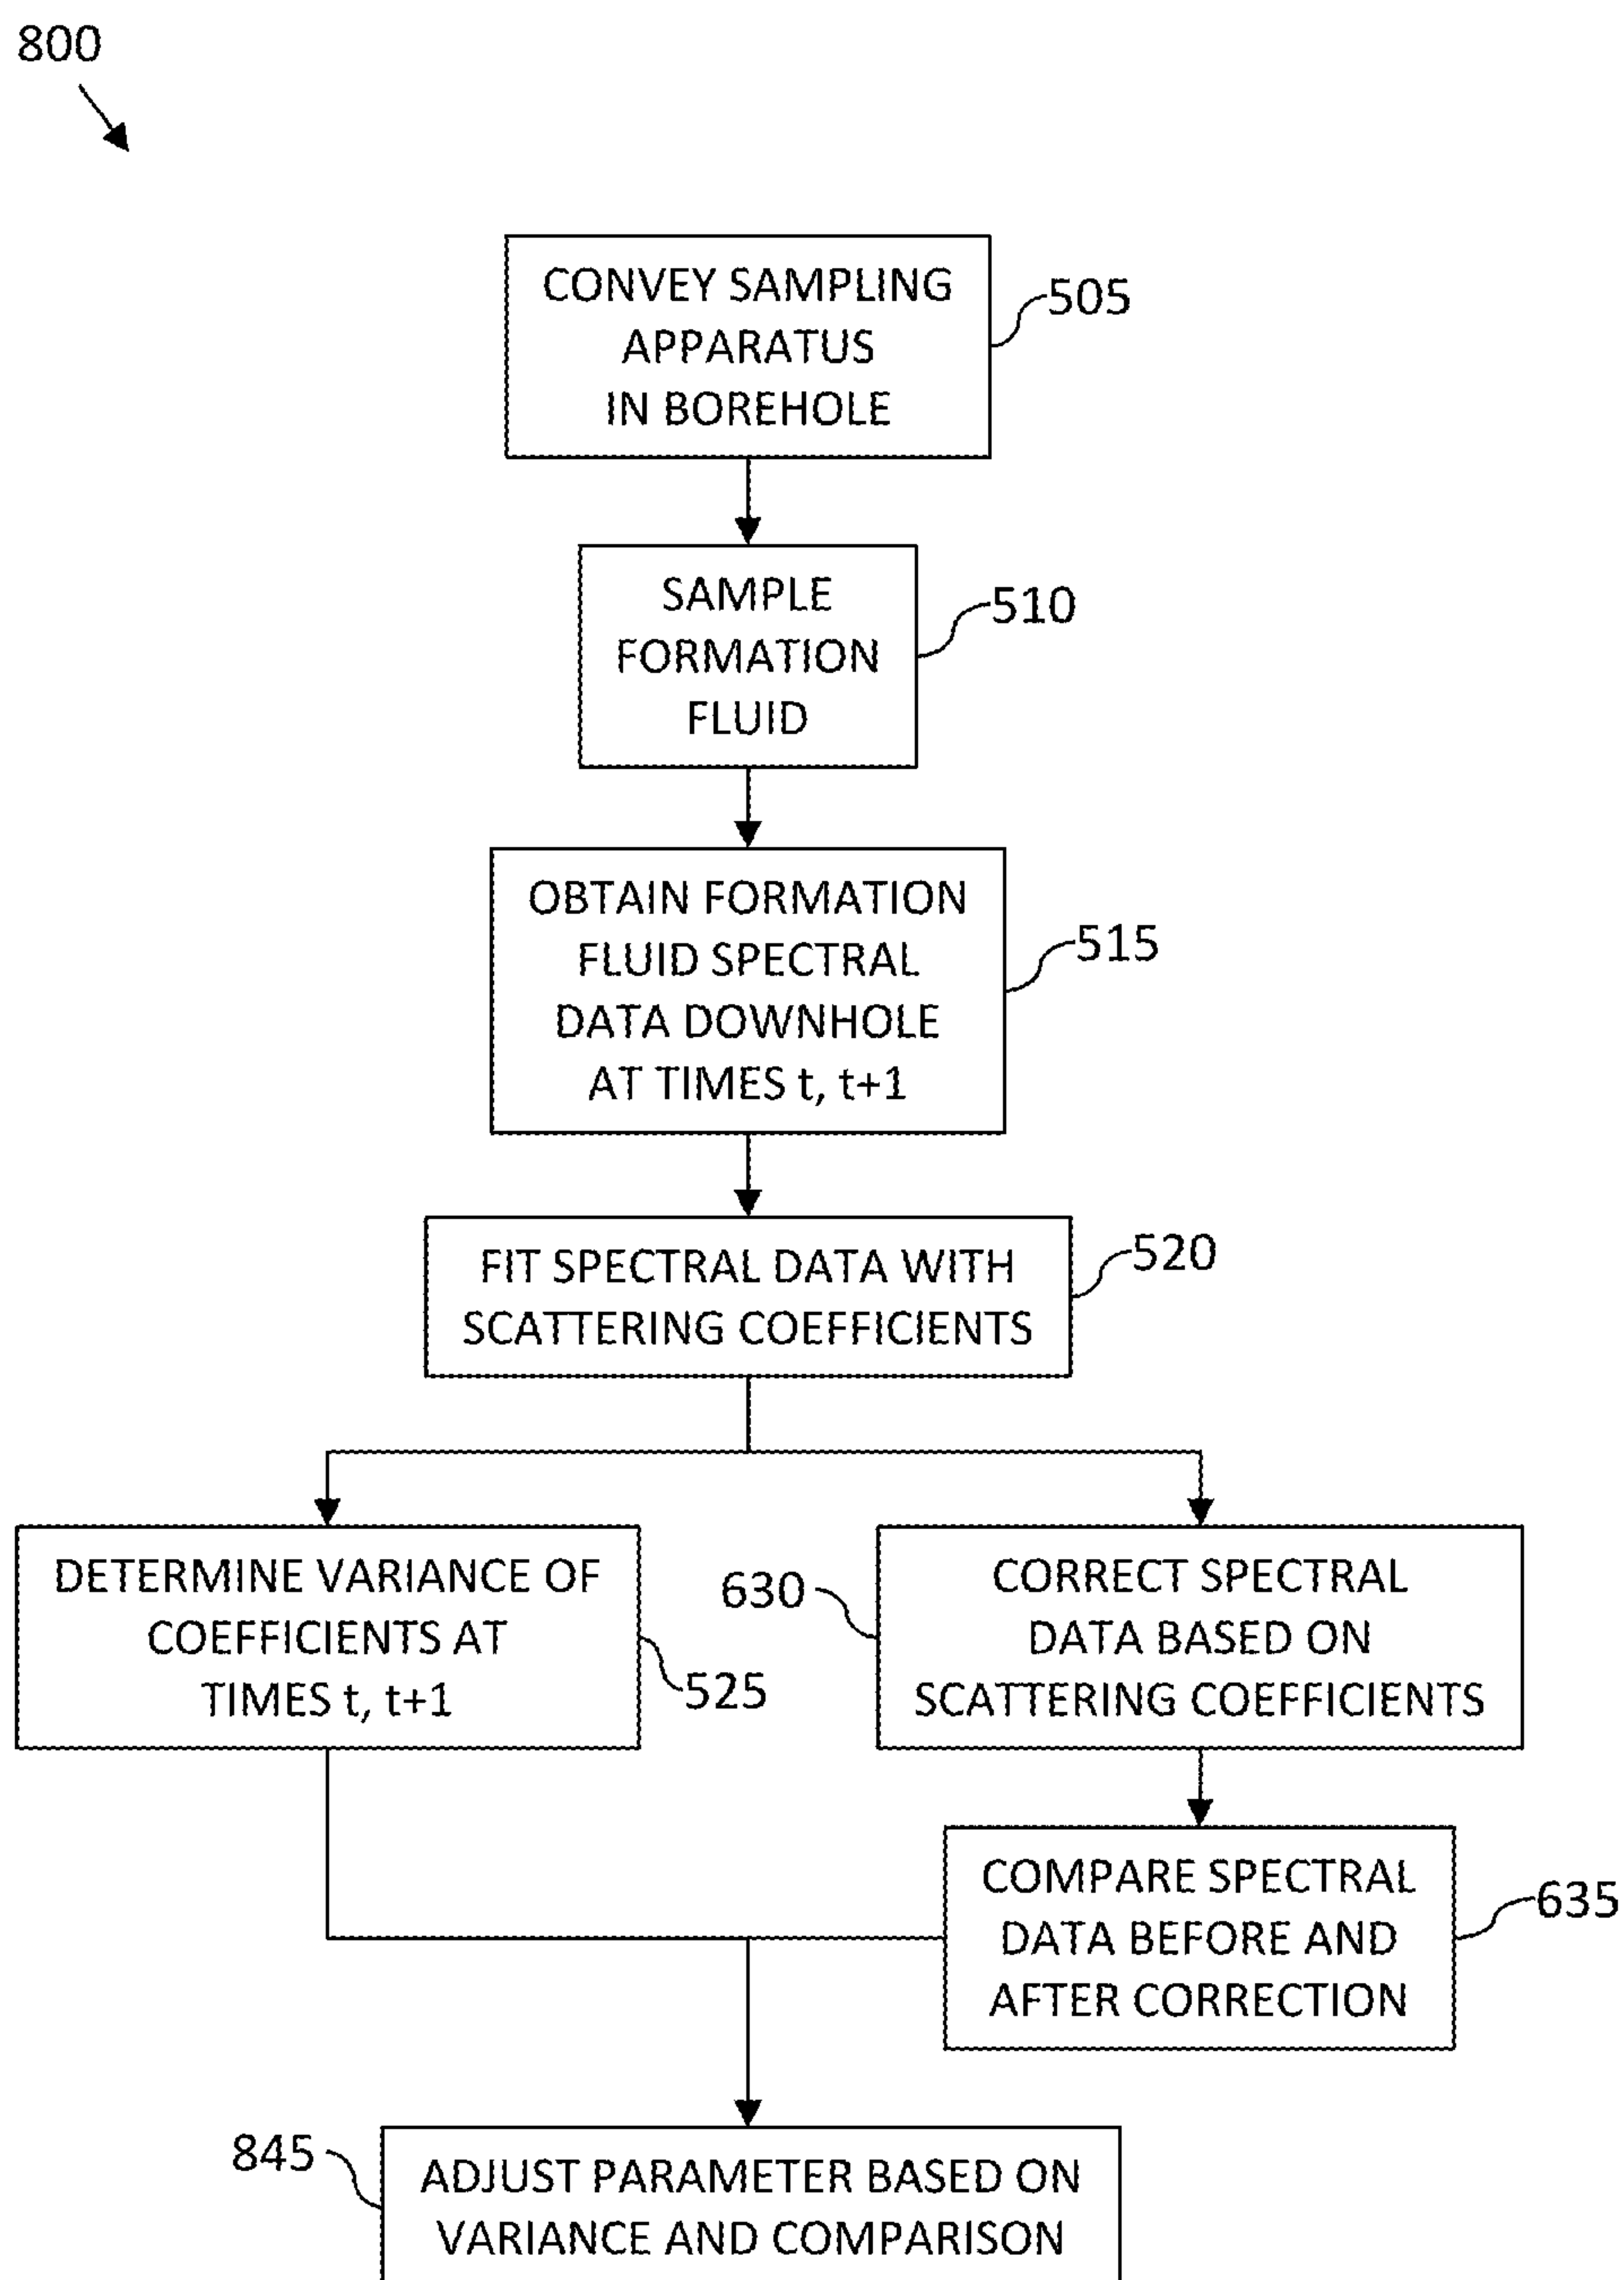 800
CONVEY SAMPLING
APPARATUS
IN BOREHOLE
505
SAMPLE
FORMATION
FLUID
510
OBTAIN FORMATION
FLUID SPECTRAL
DATA DOWNHOLE
AT TIMES t, t+1
515
FIT SPECTRAL DATA WITH
SCATTERING COEFFICIENTS
520
DETERMINE VARIANCE OF
COEFFICIENTS AT
TIMES t, t+1
525
630
CORRECT SPECTRAL
DATA BASED ON
SCATTERING COEFFICIENTS
COMPARE SPECTRAL
DATA BEFORE AND
AFTER CORRECTION
635
845
ADJUST PARAMETER BASED ON
VARIANCE AND COMPARISON